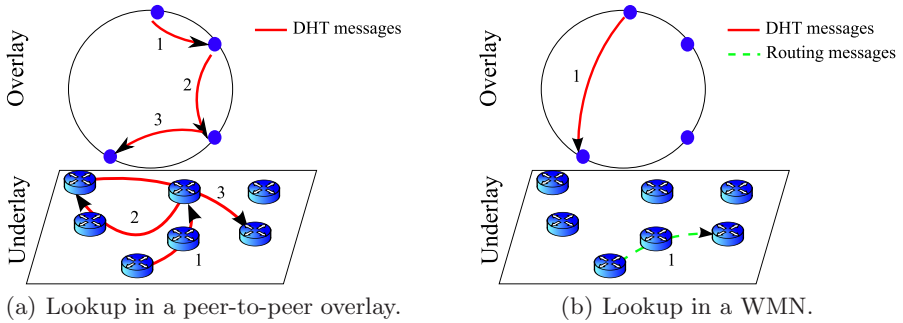 Overlay
1
2
3
DHT messages
Underlay
1
2
3
(a) Lookup in a peer-to-peer overlay.
Overlay
1
DHT messages
Routing messages
Underlay
1
(b) Lookup in a WMN.